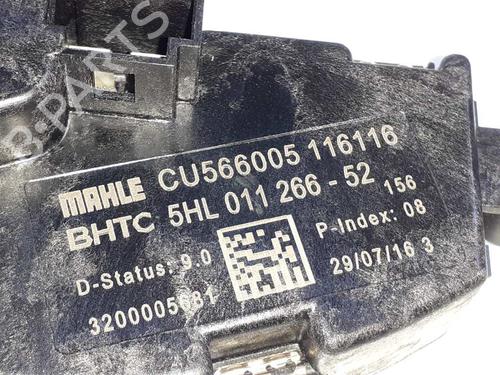 B-PARTS
MAHLE CU566005 116116
BHTC 5HL 011 266 - 52 156
D-Status: 9.0 P-Index: 08
3200005681 29/07/16 3